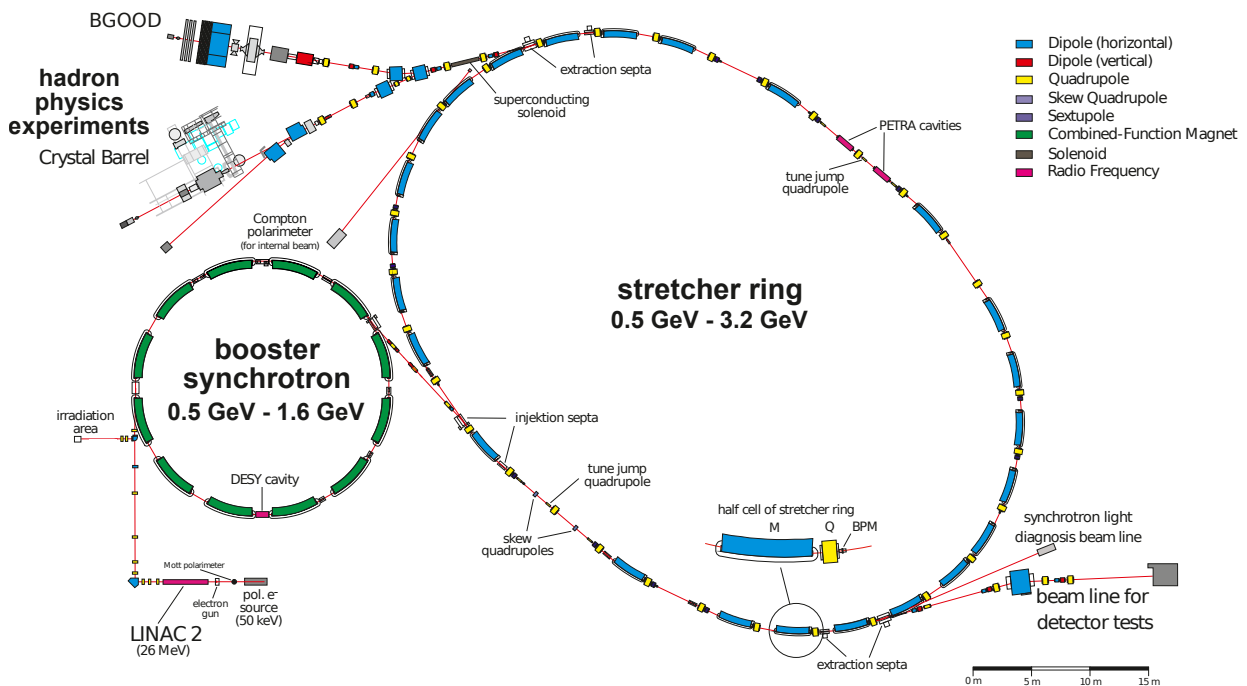 BGOOD
hadron
physics
experiments
Crystal Barrel
extraction septa
superconducting
solenoid
Compton
polarimeter
(for internal beam)
PETRA cavities
tune jump
quadrupole
Dipole (horizontal)
Dipole (vertical)
Quadrupole
Skew Quadrupole
Sextupole
Combined-Function Magnet
Solenoid
Radio Frequency
stretcher ring
0.5 GeV - 3.2 GeV
booster
synchrotron
0.5 GeV - 1.6 GeV
irradiation
area
DESY cavity
injektion septa
tune jump
quadrupole
skew
quadrupoles
half cell of stretcher ring
M
Q
BPM
synchrotron light
diagnosis beam line
beam line for
detector tests
extraction septa
Mott polarimeter
electron
gun
pol. e-
source
(50 keV)
LINAC 2
(26 MeV)
0 m
5 m
10 m
15 m